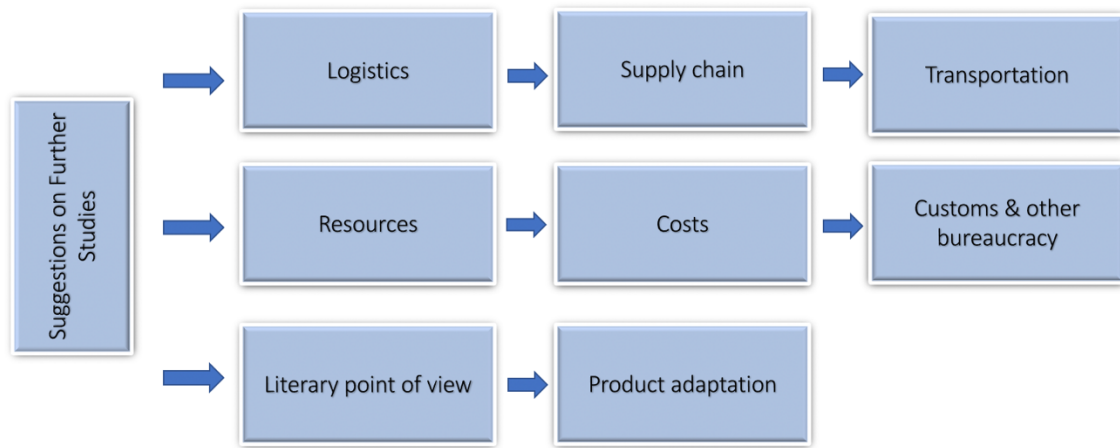 Suggestions on Further
Studies
Logistics
Supply chain
Transportation
Resources
Costs
Customs & other
bureaucracy
Literary point of view
Product adaptation